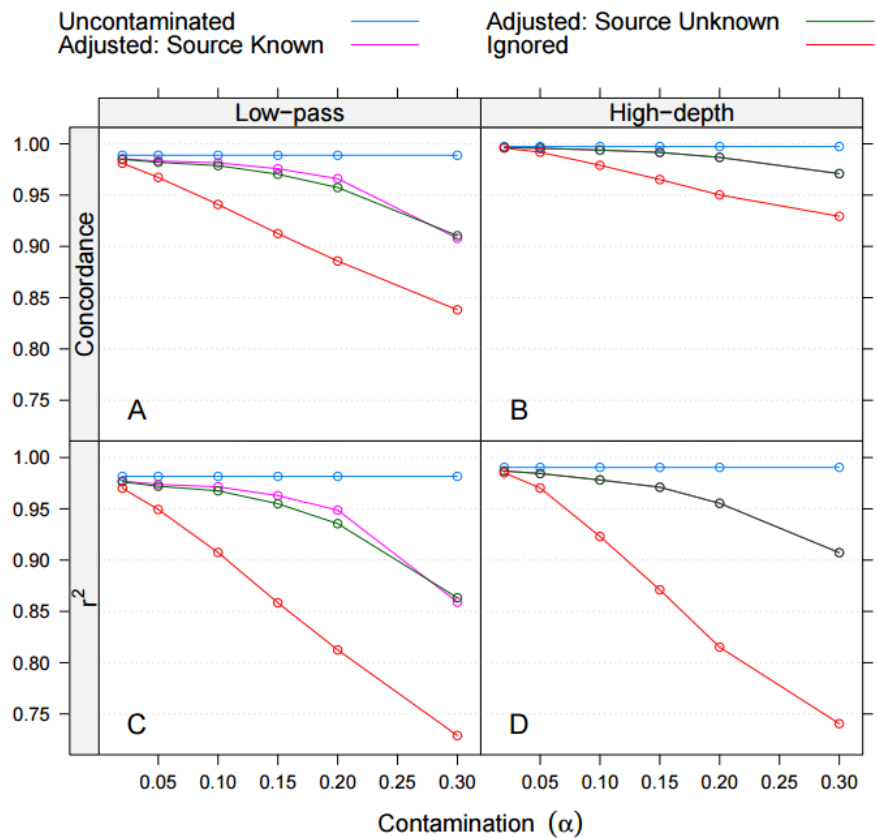 Uncontaminated
Adjusted: Source Unknown
Adjusted: Source Known
Ignored
Low-pass
High-depth
Concordance
1.00
0.95
0.90
0.85
0.80
0.75
A
B
r²
1.00
0.95
0.90
0.85
0.80
0.75
C
D
0.05 0.10 0.15 0.20 0.25 0.30
0.05 0.10 0.15 0.20 0.25 0.30
Contamination (α)